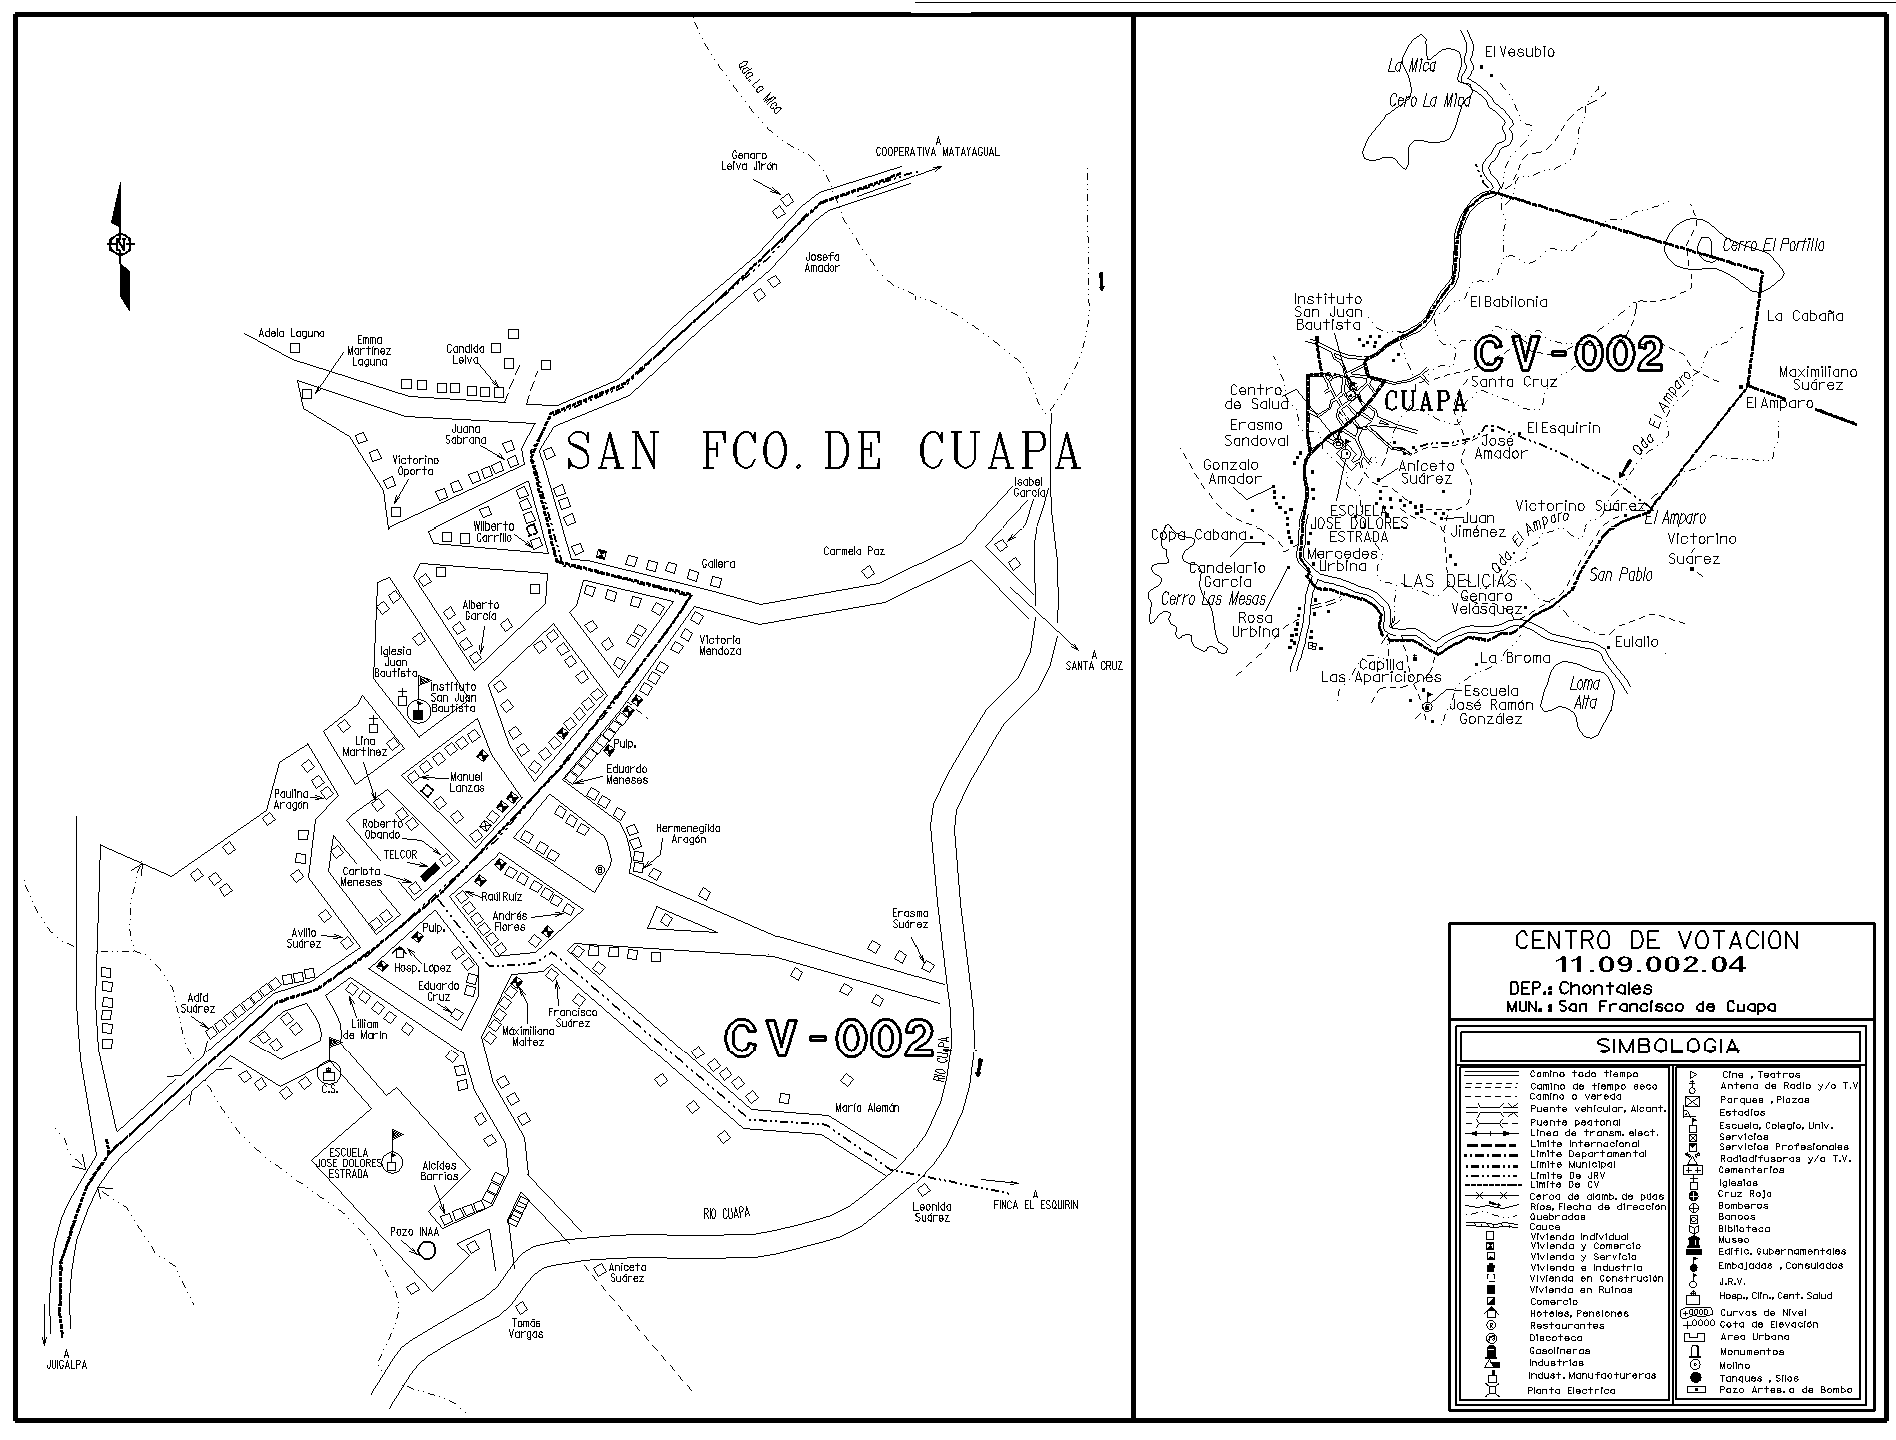 Qda. La Mica
A
COOPERATIVA MATAYAGUAL
Genaro
Leiva Jirón
N
Josefa
Amador
Adela Laguna
Emma
Martínez
Laguna
Candida
Leiva
Juana
Sabrana
Victorino
Oporta
SAN FCO. DE CUAPA
Isabel
García
Wilberto
Carrillo
Gallera
Carmela Paz
Alberto
García
Victoria
Mendoza
A
SANTA CRUZ
Iglesia
Juan
Bautista
Instituto
San Juan
Bautista
Lina
Martínez
Pulp.
Eduardo
Meneses
Manuel
Lanzas
Paulina
Aragón
Roberto
Obando
TELCOR
Carlota
Meneses
Hermenegilda
Aragón
Raúl Ruíz
Andrés
Flores
Erasma
Suárez
Avilio
Suárez
Pulp.
Hosp. López
Eduardo
Cruz
Adid
Suárez
Lilliam
de Marin
Maximiliana
Maltez
Francisco
Suárez
CV-002
RIO CUAPA
C.S.
María Alemán
ESCUELA
JOSE DOLORES
ESTRADA
Alcides
Barrios
Pozo INAA
RIO CUAPA
Leonida
Suárez
A
FINCA EL ESQUIRIN
Aniceta
Suárez
Tomás
Vargas
A
JUIGALPA
El Vesubio
La Mica
Cero La Mica
Cerro El Portillo
Instituto
San Juan
Bautista
El Babilonia
La Cabaña
CV-002
Santa Cruz
Maximiliano
Suárez
El Amparo
Qda El Amparo
Centro
de Salud
CUAPA
Erasma
Sandoval
El Esquirin
José
Amador
Gonzalo
Amador
Aniceto
Suárez
Victorino Suárez
ESCUELA
JOSE DOLORES
ESTRADA
Juan
Jiménez
El Amparo
Qda. El Amparo
Victorino
Suárez
Copa Cabana
Mercedes
Urbina
Candelario
García
LAS DELICIAS
San Pablo
Cerro Las Mesas
Genaro
Velásquez
Rosa
Urbina
Eulalio
Capilla
Las Apariciones
La Broma
Escuela
José Ramón
González
Loma
Alta
CENTRO DE VOTACION
11.09.002.04
DEP.: Chontales
MUN.: San Francisco de Cuapa
SIMBOLOGIA
Camino todo tiempo
Camino de tiempo seco
Camino o vereda
Puente vehicular, Alcant.
Puente peatonal
Línea de transm. elect.
Límite Internacional
Límite Departamental
Límite Municipal
Límite De JRV
Límite De CV
Cerca de alamb. de púas
Ríos, Flecha de dirección
Quebradas
Cauce
Vivienda Individual
Vivienda y Comercio
Vivienda y Servicio
Vivienda e Industria
Vivienda en Construción
Vivienda en Ruinas
Comercio
Hoteles, Pensiones
Restaurantes
Discoteca
Gasolineras
Industrias
Indust. Manufactureras
Planta Electrica
Cine, Teatros
Antena de Radio y/o T.V
Parques, Plazas
Estadios
Escuela, Colegio, Univ.
Servicios
Servicios Profesionales
Radiodifusoras y/o T.V.
Cementerios
Iglesias
Cruz Roja
Bomberos
Bancos
Biblioteca
Museo
Edific. Gubernamentales
Embajadas, Consulados
J.R.V.
Hosp., Clin., Cent. Salud
Curvas de Nivel
Cota de Elevación
Area Urbana
Monumentos
Molino
Tanques, Silos
Pozo Artes. o de Bombo